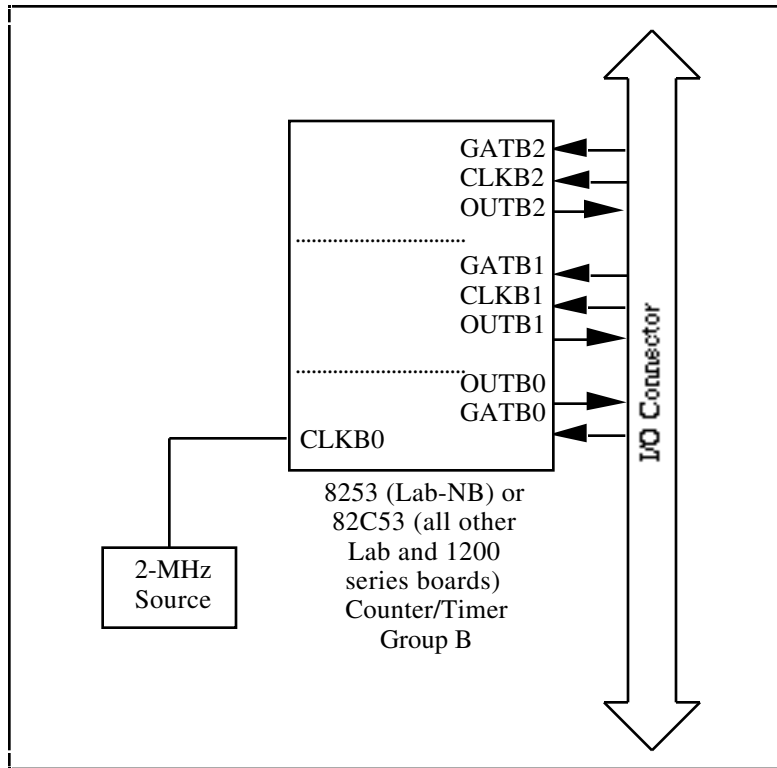 GATB2
CLKB2
OUTB2
GATB1
CLKB1
OUTB1
OUTB0
GATB0
CLKB0
I/O Connector
8253 (Lab-NB) or
82C53 (all other
Lab and 1200
series boards)
Counter/Timer
Group B
2-MHz
Source